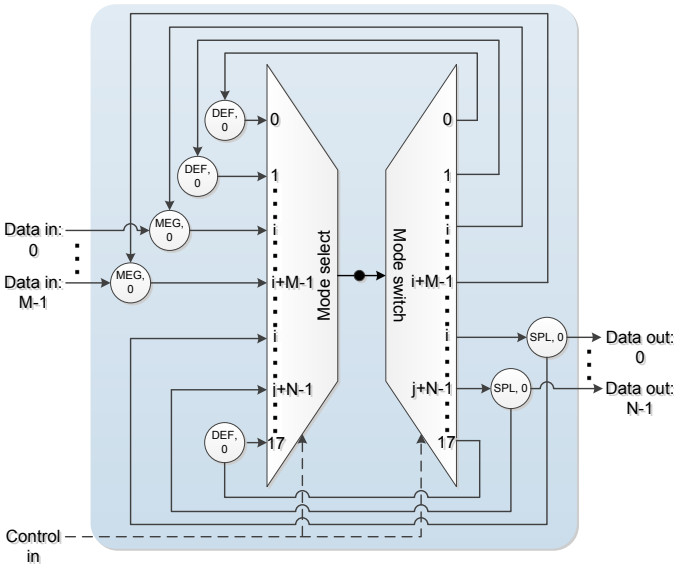 DEF,
0
0
0
DEF,
0
1
1
Data in:
0
MEG,
0
i
i
Data in:
M-1
MEG,
0
i+M-1
i+M-1
Mode select
Mode switch
i
i
SPL, 0
Data out:
0
j+N-1
j+N-1
SPL, 0
Data out:
N-1
DEF,
0
17
17
Control
in